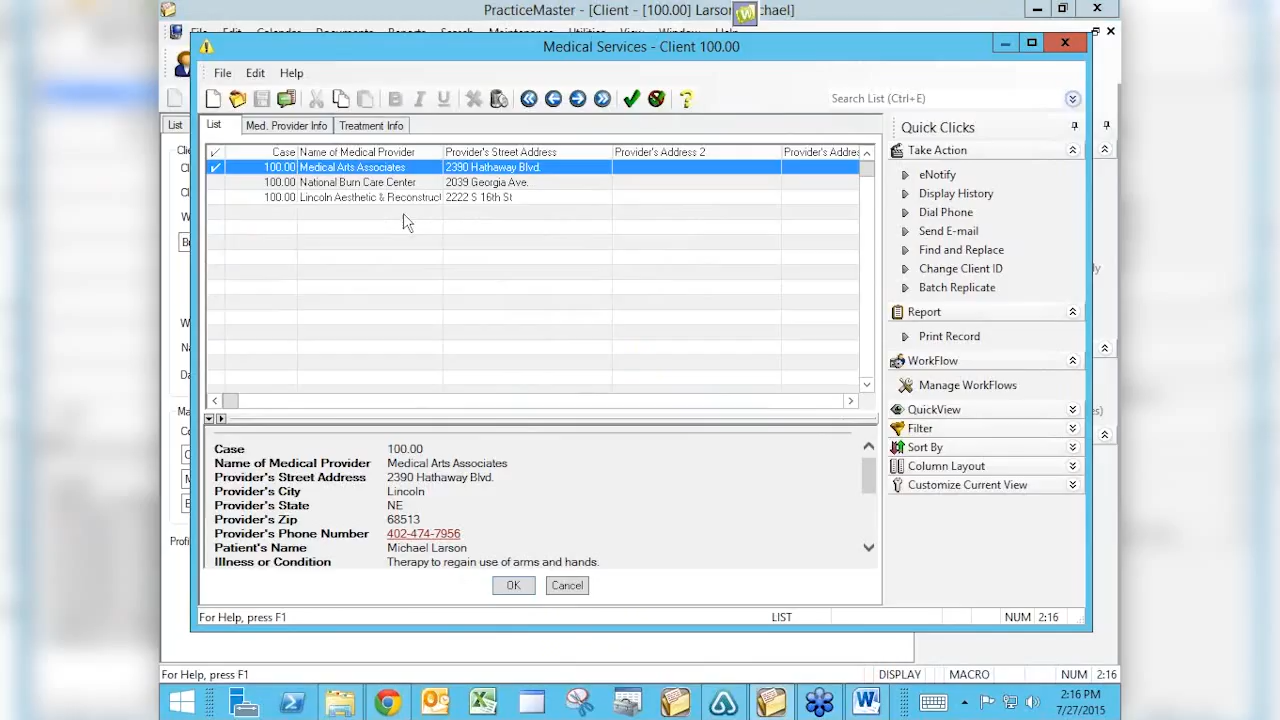 PracticeMaster - [Client - [100.00] Lars
chael]
Medical Services - Client 100.00
File Edit Help
B I U
Search List (Ctrl+E)
List Med. Provider Info Treatment Info
List
Quick Clicks
Case Name of Medical Provider Provider's Street Address Provider's Address 2 Provider's Addres
100.00 Medical Arts Associates 2390 Hathaway Blvd.
100.00 National Burn Care Center 2039 Georgia Ave.
100.00 Lincoln Aesthetic & Reconstruct 2222 S 16th St
Take Action
eNotify
Display History
Dial Phone
Send E-mail
Find and Replace
Change Client ID
Batch Replicate
Report
Print Record
WorkFlow
Manage WorkFlows
QuickView
Filter
Sort By
Column Layout
Customize Current View
Case 100.00
Name of Medical Provider Medical Arts Associates
Provider's Street Address 2390 Hathaway Blvd.
Provider's City Lincoln
Provider's State NE
Provider's Zip 68513
Provider's Phone Number 402-474-7956
Patient's Name Michael Larson
Illness or Condition Therapy to regain use of arms and hands.
OK Cancel
For Help, press F1 LIST NUM 2:16
For Help, press F1 DISPLAY MACRO NUM 2:16
2:16 PM
7/27/2015